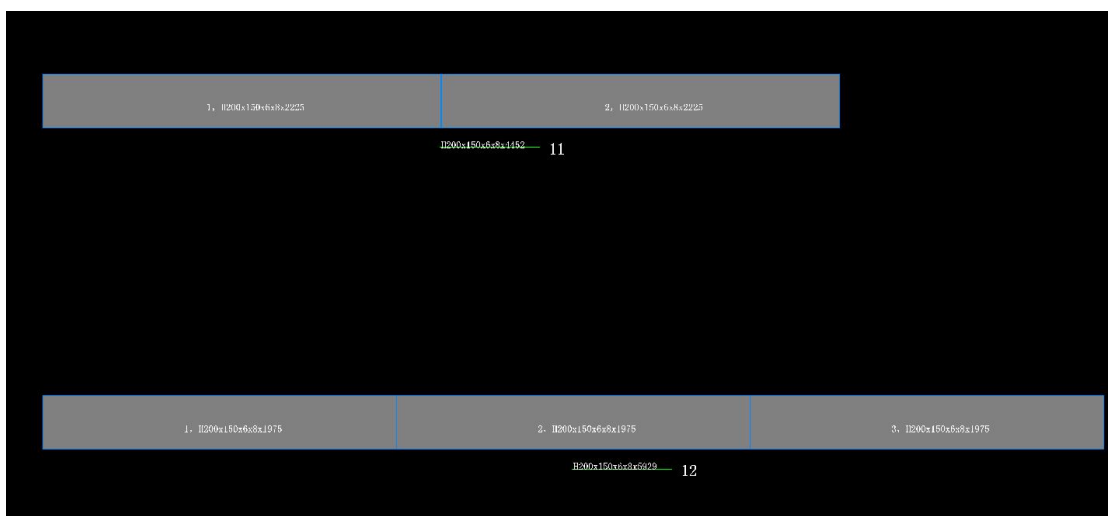 1, H200x150x6x8x2225
2, H200x150x6x8x2225
H200x150x6x8x4452 11
1, H200x150x6x8x1975
2, H200x150x6x8x1975
3, H200x150x6x8x1975
H200x150x6x8x5929 12